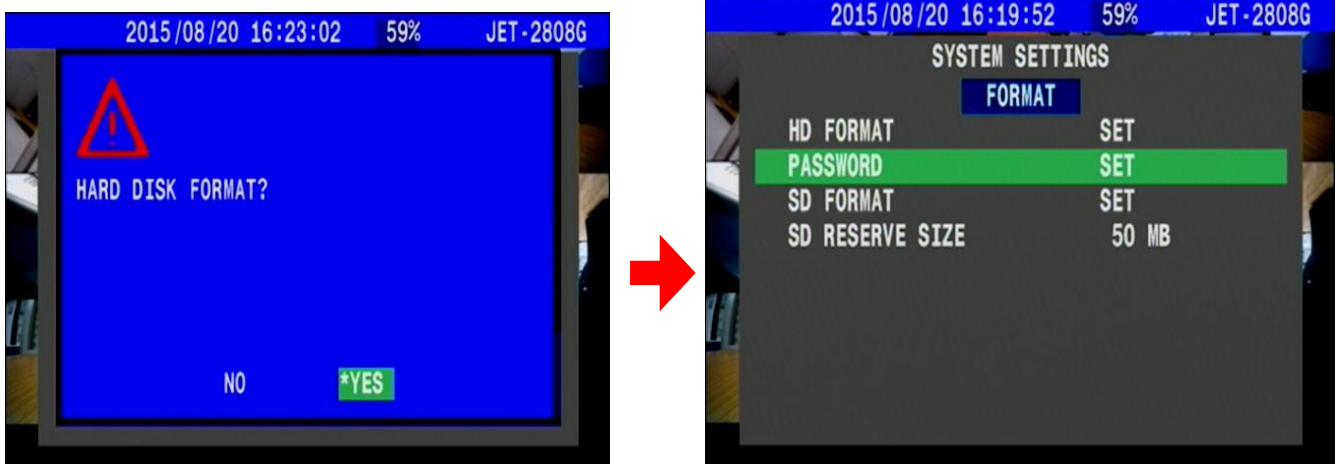 2015/08/20 16:23:02 59% JET-2808G
HARD DISK FORMAT?
NO *YES
2015/08/20 16:19:52 59% JET-2808G
SYSTEM SETTINGS
FORMAT
HD FORMAT SET
PASSWORD SET
SD FORMAT SET
SD RESERVE SIZE 50 MB